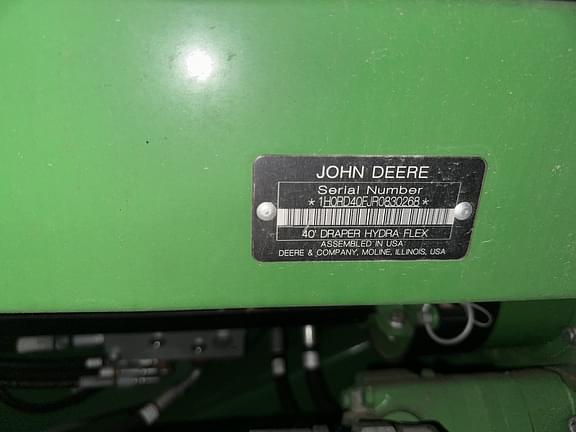 JOHN DEERE
Serial Number
*1H0RD40FJR0830268*
40' DRAPER HYDRA FLEX
ASSEMBLED IN USA
DEERE & COMPANY, MOLINE, ILLINOIS, USA